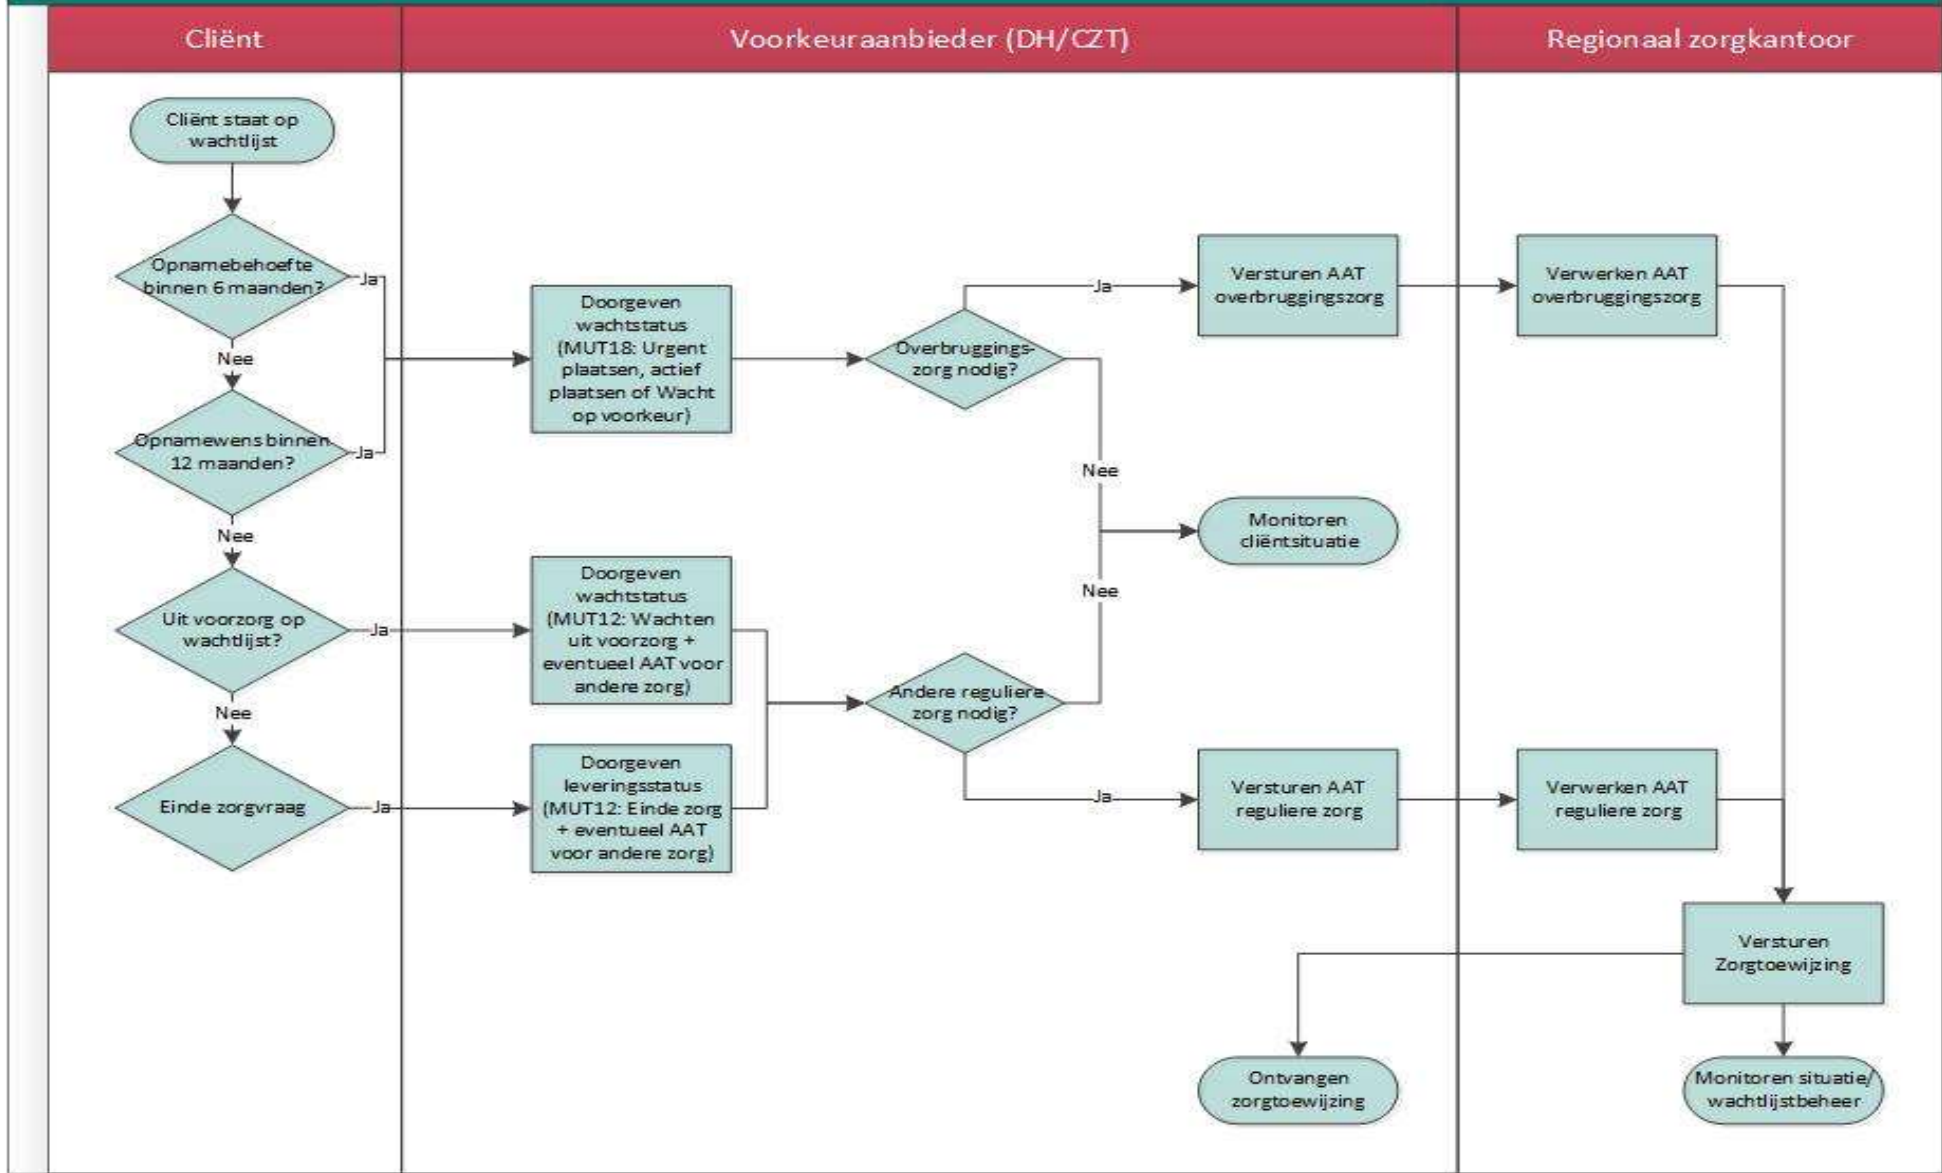 Cliënt
Voorkeuraanbieder (DH/CZT)
Regionaal zorgkantoor
Cliënt staat op
wachtlijst
Opnamebehoefte
binnen 6 maanden?
Ja
Nee
Opnamewens binnen
12 maanden?
Ja
Nee
Uit voorzorg op
wachtlijst?
Ja
Nee
Einde zorgvraag
Ja
Doorgeven
wachtstatus
(MUT18: Urgent
plaatsen, actief
plaatsen of Wacht
op voorkeur)
Doorgeven
wachtstatus
(MUT12: Wachten
uit voorzorg +
eventueel AAT voor
andere zorg)
Doorgeven
leveringsstatus
(MUT12: Einde zorg
+ eventueel AAT
voor andere zorg)
Overbruggings-
zorg nodig?
Ja
Nee
Nee
Andere reguliere
zorg nodig?
Ja
Versturen AAT
overbruggingszorg
Monitoren
cliëntsituatie
Versturen AAT
reguliere zorg
Ontvangen
zorgtoewijzing
Verwerken AAT
overbruggingszorg
Verwerken AAT
reguliere zorg
Versturen
Zorgtoewijzing
Monitoren situatie/
wachtlijstbeheer